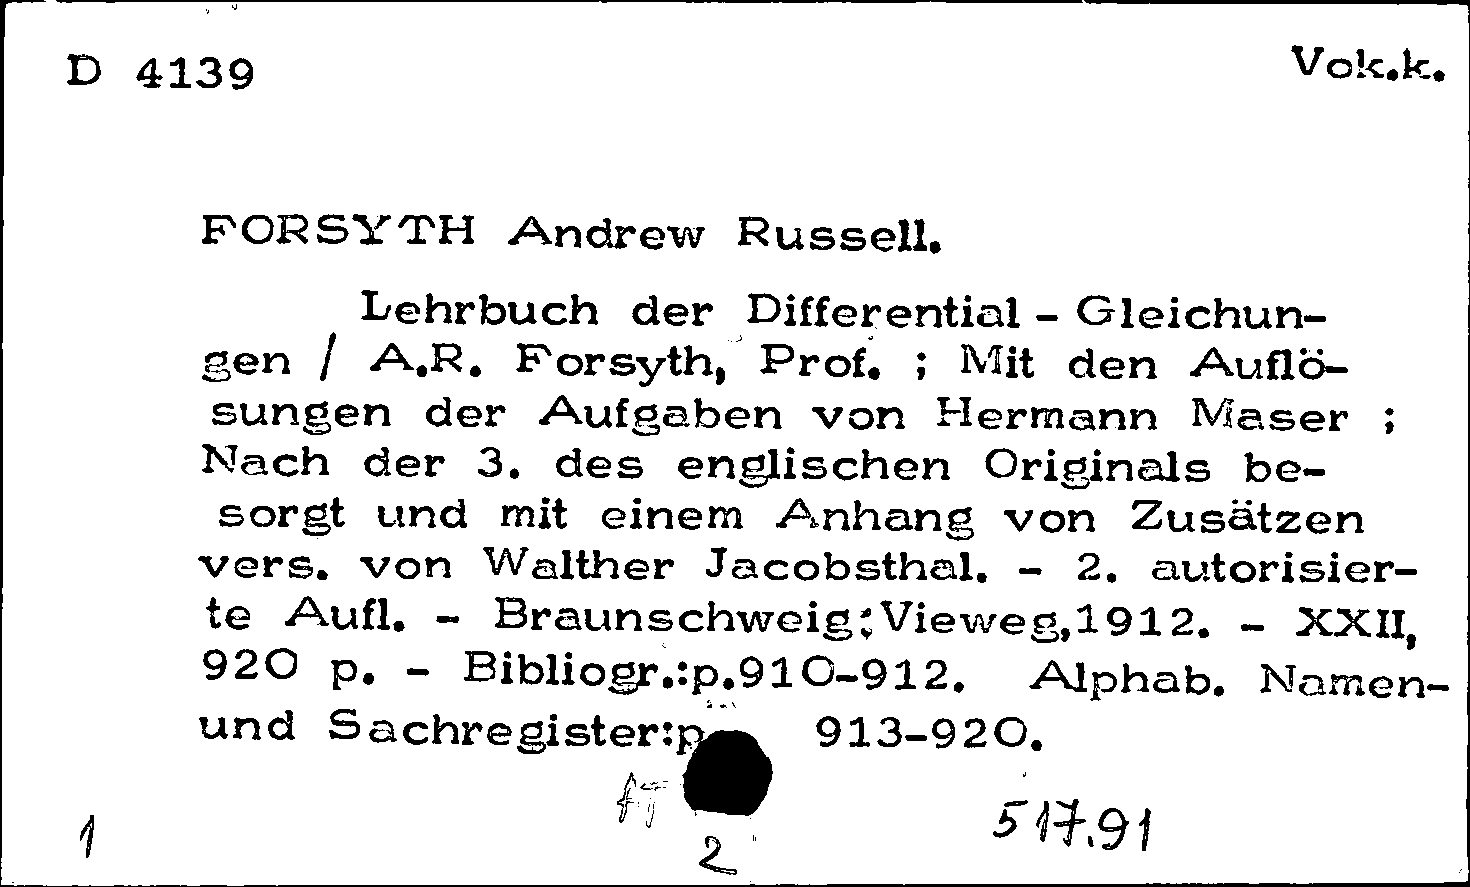 D 4139
Vok.k.
FORSYTH Andrew Russell.
Lehrbuch der Differential - Gleichun-
gen / A.R. Forsyth, Prof. ; Mit den Auflö-
sungen der Aufgaben von Hermann Maser ;
Nach der 3. des englischen Originals be-
sorgt und mit einem Anhang von Zusätzen
vers. von Walther Jacobsthal. - 2. autorisier-
te Aufl. - Braunschweig:Vieweg,1912. - XXII,
920 p. - Bibliogr.:p.910-912. Alphab. Namen-
und Sachregister:p 913-920.
517.91
1
2